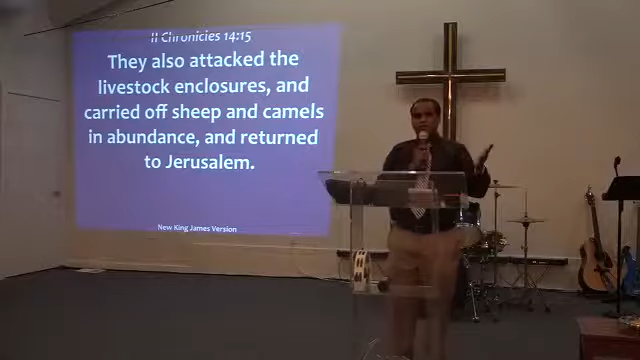 II Chronicles 14:15
They also attacked the
livestock enclosures, and
carried off sheep and camels
in abundance, and returned
to Jerusalem.
New King James Version